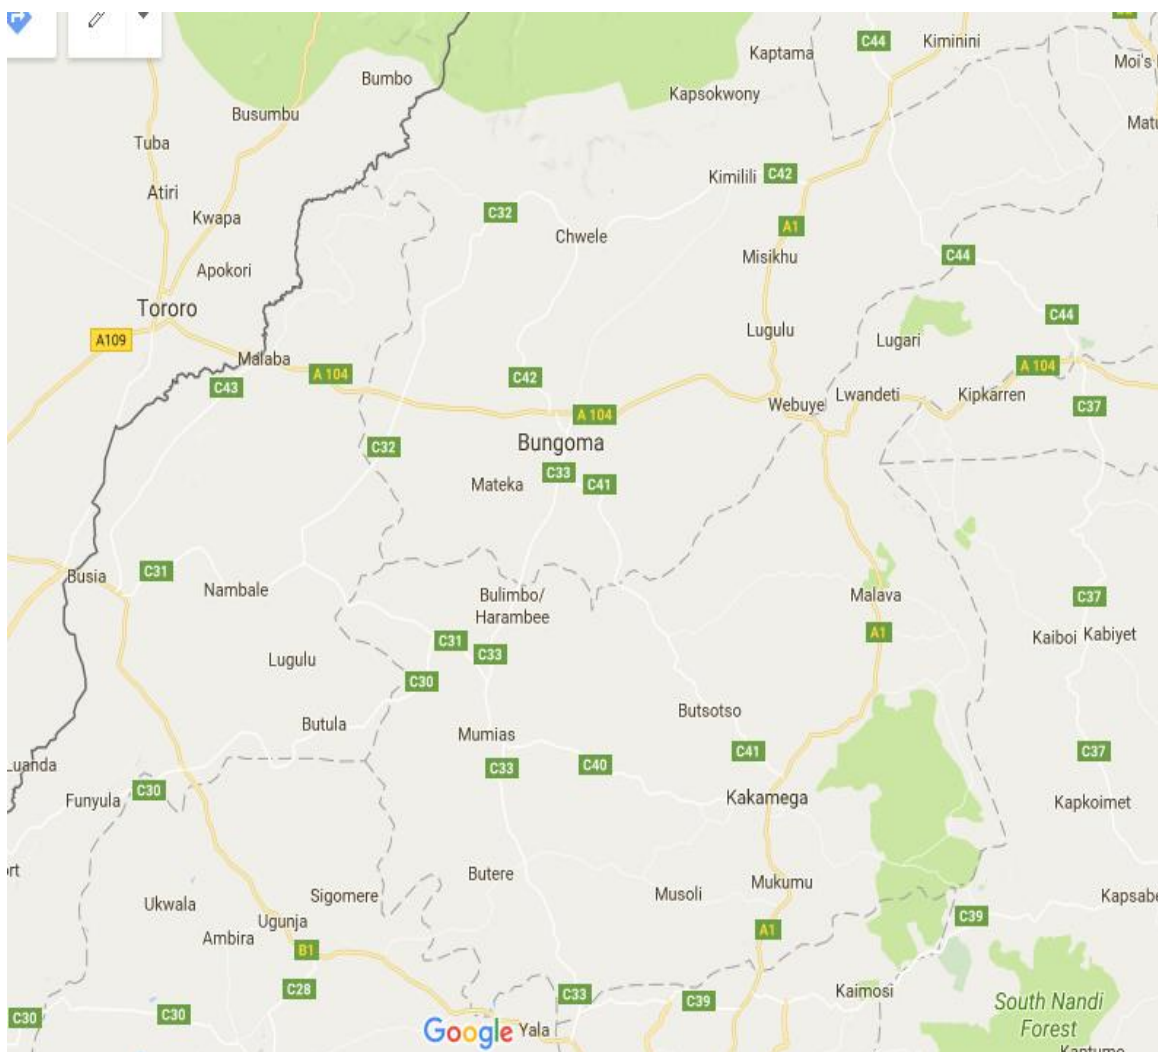 C44
Kiminini
Kaptama
Moi's
Bumbo
Kapsokwony
Busumbu
Matu
Tuba
Kimilili
C42
Atiri
C32
Kwapa
A1
Chwele
Misikhu
C44
Apokori
Tororo
C44
Lugulu
A109
Lugari
Malaba
A 104
A 104
C42
C43
Lwandeti
Kipkarren
Webuye
C37
A 104
Bungoma
C32
C33
Mateka
C41
C31
Busia
Nambale
Bulimbo/
Harambee
Malava
C37
A1
Kaiboi
Kabiyet
C31
C33
Lugulu
C30
Butsotso
Butula
Mumias
C41
C37
Luanda
C33
C40
C30
Funyula
Kakamega
Kapkoimet
rt
Butere
Mukumu
Sigomere
Musoli
Kapsabe
Ukwala
C39
Ugunja
A1
Ambira
B1
C28
Kaimosi
C33
C39
South Nandi
Forest
C30
C30
Google
Yala
Kaptumo